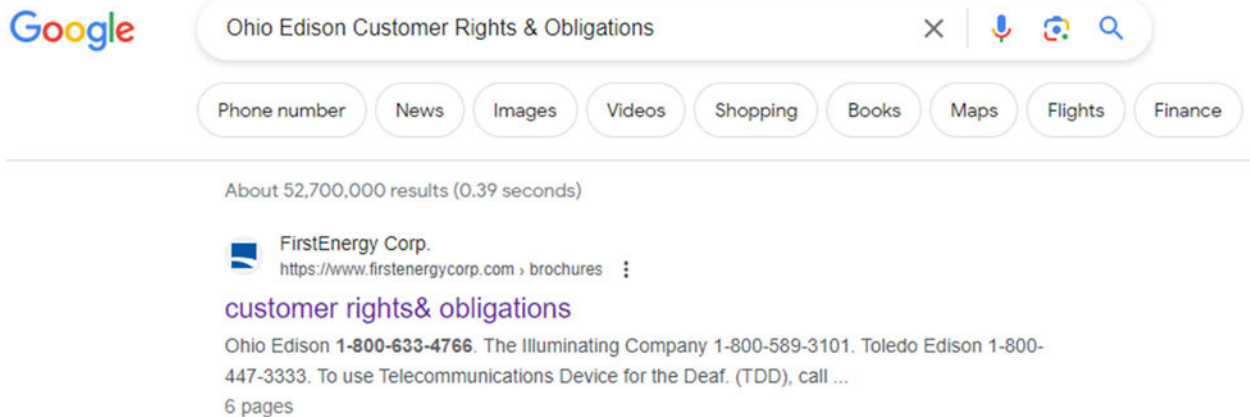 Google
Ohio Edison Customer Rights & Obligations
Phone number News Images Videos Shopping Books Maps Flights Finance
About 52,700,000 results (0.39 seconds)
FirstEnergy Corp.
https://www.firstenergycorp.com › brochures
customer rights& obligations
Ohio Edison 1-800-633-4766. The Illuminating Company 1-800-589-3101. Toledo Edison 1-800-
447-3333. To use Telecommunications Device for the Deaf. (TDD), call ...
6 pages